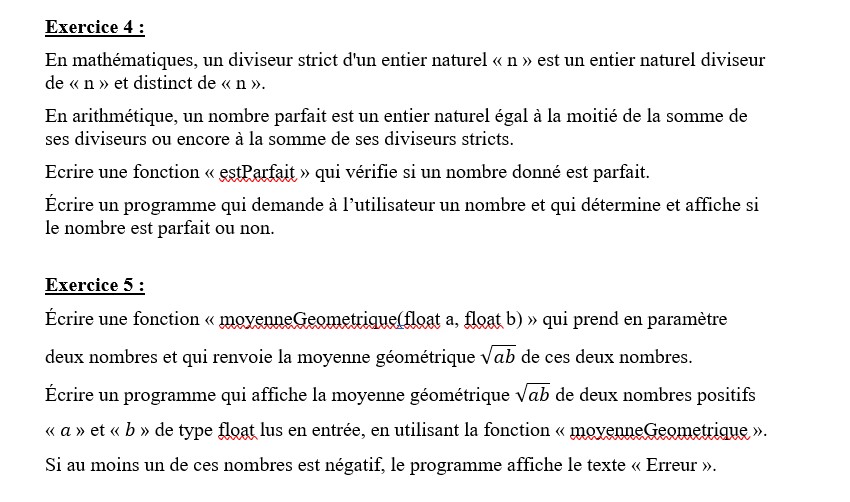 Exercice 4 :
En mathématiques, un diviseur strict d'un entier naturel « n » est un entier naturel diviseur
de « n » et distinct de « n ».
En arithmétique, un nombre parfait est un entier naturel égal à la moitié de la somme de
ses diviseurs ou encore à la somme de ses diviseurs stricts.
Ecrire une fonction « estParfait » qui vérifie si un nombre donné est parfait.
Écrire un programme qui demande à l’utilisateur un nombre et qui détermine et affiche si
le nombre est parfait ou non.
Exercice 5 :
Écrire une fonction « moyenneGeometrique(float a, float b) » qui prend en paramètre
deux nombres et qui renvoie la moyenne géométrique √ab de ces deux nombres.
Écrire un programme qui affiche la moyenne géométrique √ab de deux nombres positifs
« a » et « b » de type float lus en entrée, en utilisant la fonction « moyenneGeometrique ».
Si au moins un de ces nombres est négatif, le programme affiche le texte « Erreur ».